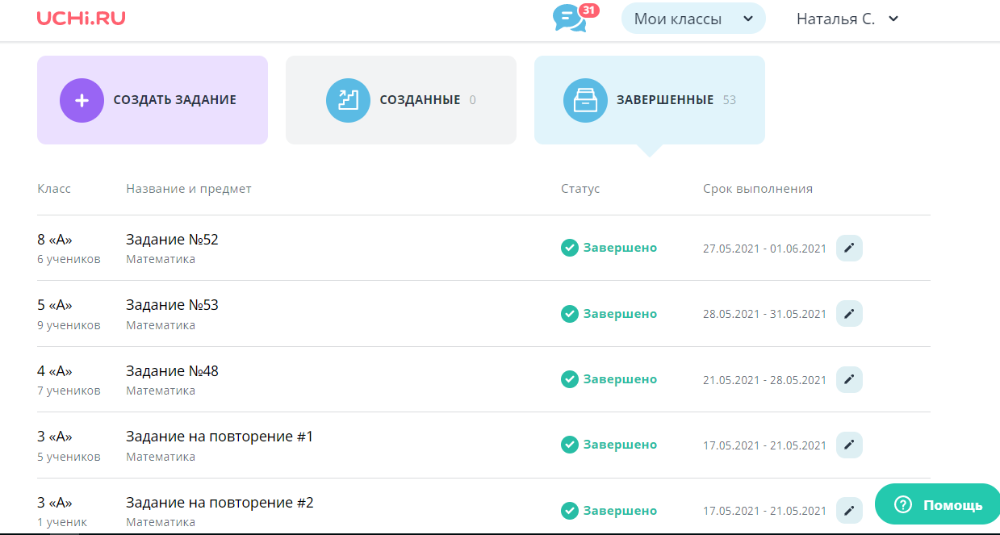 UCHi.RU
31
Мои классы
Наталья С.
СОЗДАТЬ ЗАДАНИЕ
СОЗДАННЫЕ 0
ЗАВЕРШЕННЫЕ 53
Класс Название и предмет Статус Срок выполнения
8 «А» Задание №52
6 учеников Математика
Завершено 27.05.2021 - 01.06.2021
5 «А» Задание №53
9 учеников Математика
Завершено 28.05.2021 - 31.05.2021
4 «А» Задание №48
7 учеников Математика
Завершено 21.05.2021 - 28.05.2021
3 «А» Задание на повторение #1
5 учеников Математика
Завершено 17.05.2021 - 21.05.2021
3 «А» Задание на повторение #2
1 ученик Математика
Завершено 17.05.2021 - 21.05.2021
Помощь